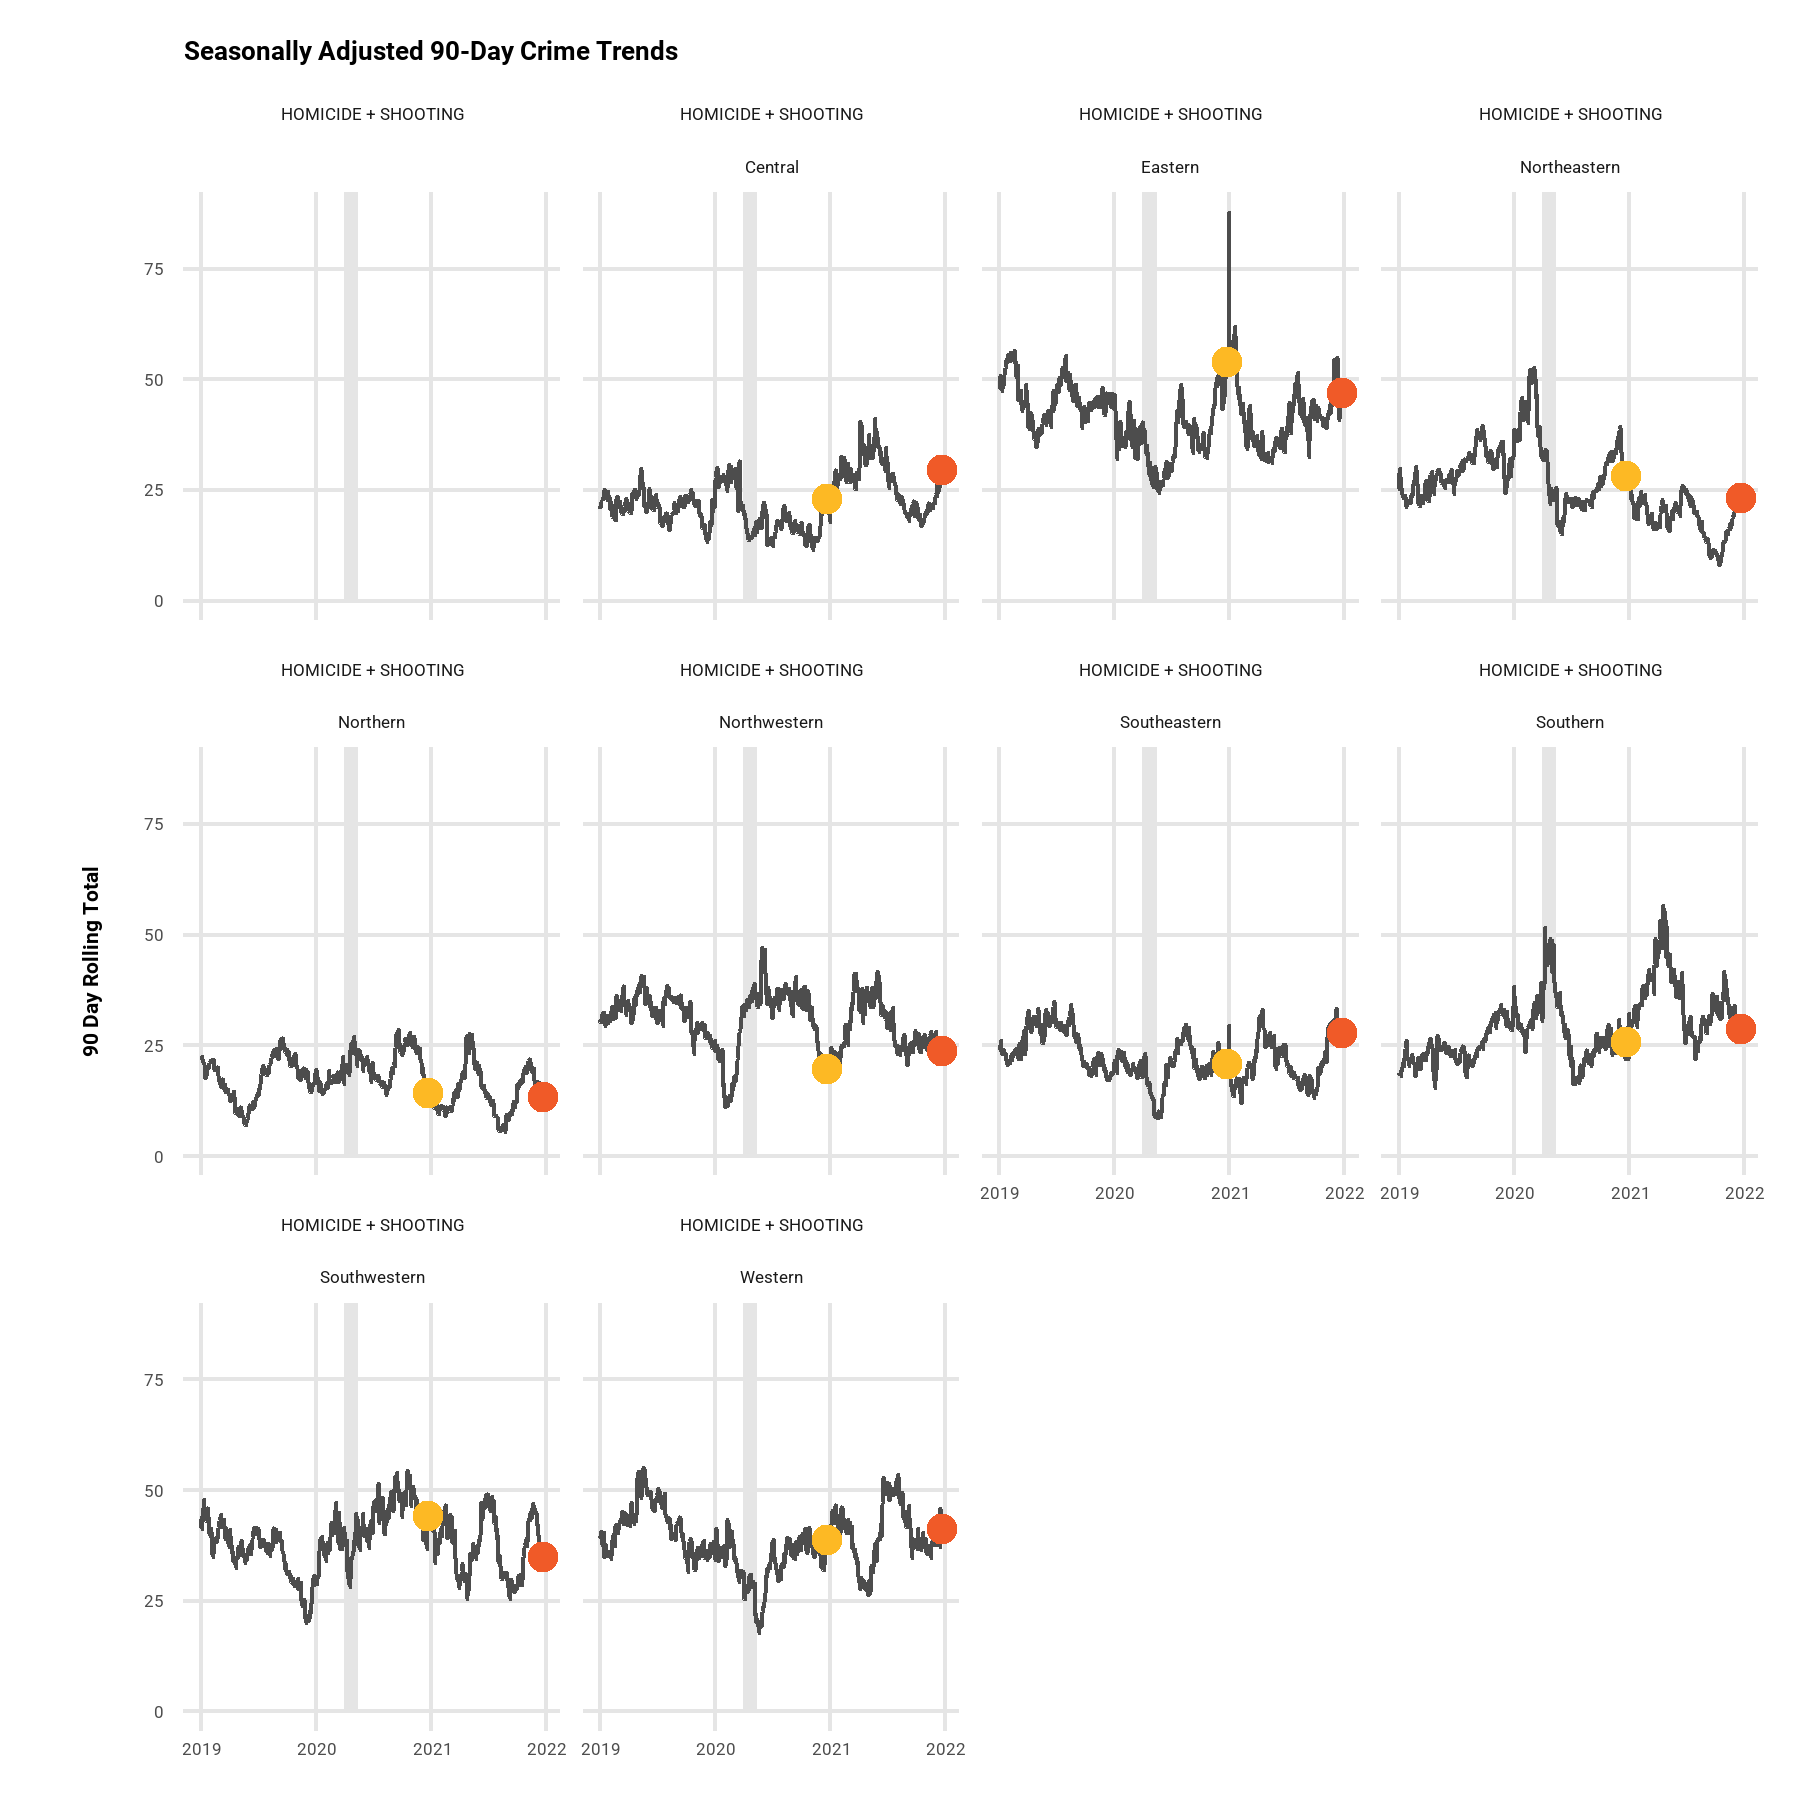 Seasonally Adjusted 90-Day Crime Trends
HOMICIDE + SHOOTING
HOMICIDE + SHOOTING
HOMICIDE + SHOOTING
HOMICIDE + SHOOTING
Central
Eastern
Northeastern
75
50
25
0
HOMICIDE + SHOOTING
HOMICIDE + SHOOTING
HOMICIDE + SHOOTING
HOMICIDE + SHOOTING
Northern
Northwestern
Southeastern
Southern
90 Day Rolling Total
75
50
25
0
2019 2020 2021 2022
2019 2020 2021 2022
HOMICIDE + SHOOTING
HOMICIDE + SHOOTING
Southwestern
Western
75
50
25
0
2019 2020 2021 2022
2019 2020 2021 2022